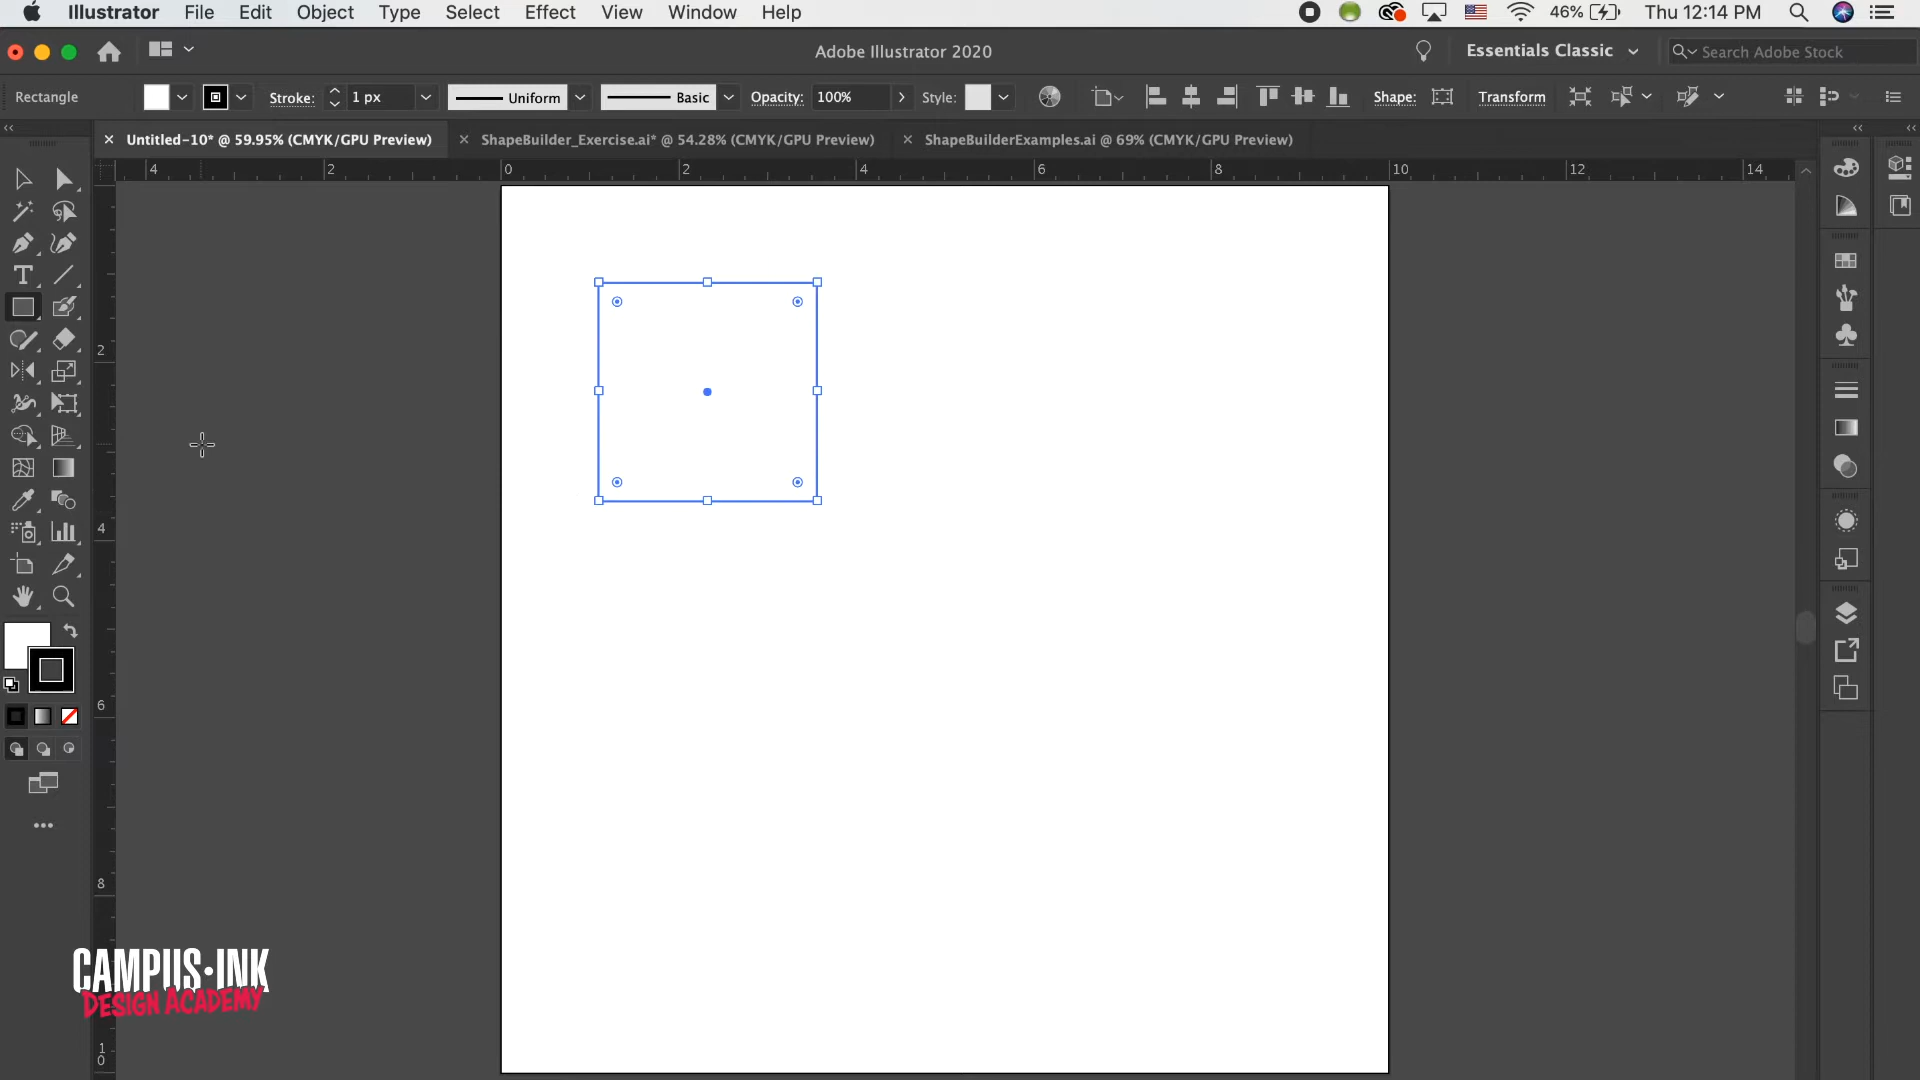 Illustrator File Edit Object Type Select Effect View Window Help 46% Thu 12:14 PM
Adobe Illustrator 2020 Essentials Classic Search Adobe Stock
Rectangle Stroke: 1 px Uniform Basic Opacity: 100% Style: Shape: Transform
Untitled-10* @ 59.95% (CMYK/GPU Preview) ShapeBuilder_Exercise.ai* @ 54.28% (CMYK/GPU Preview) ShapeBuilderExamples.ai @ 69% (CMYK/GPU Preview)
4 2 0 2 4 6 8 10 12 14
2
4
6
8
10
CAMPUS·INK
DESIGN ACADEMY